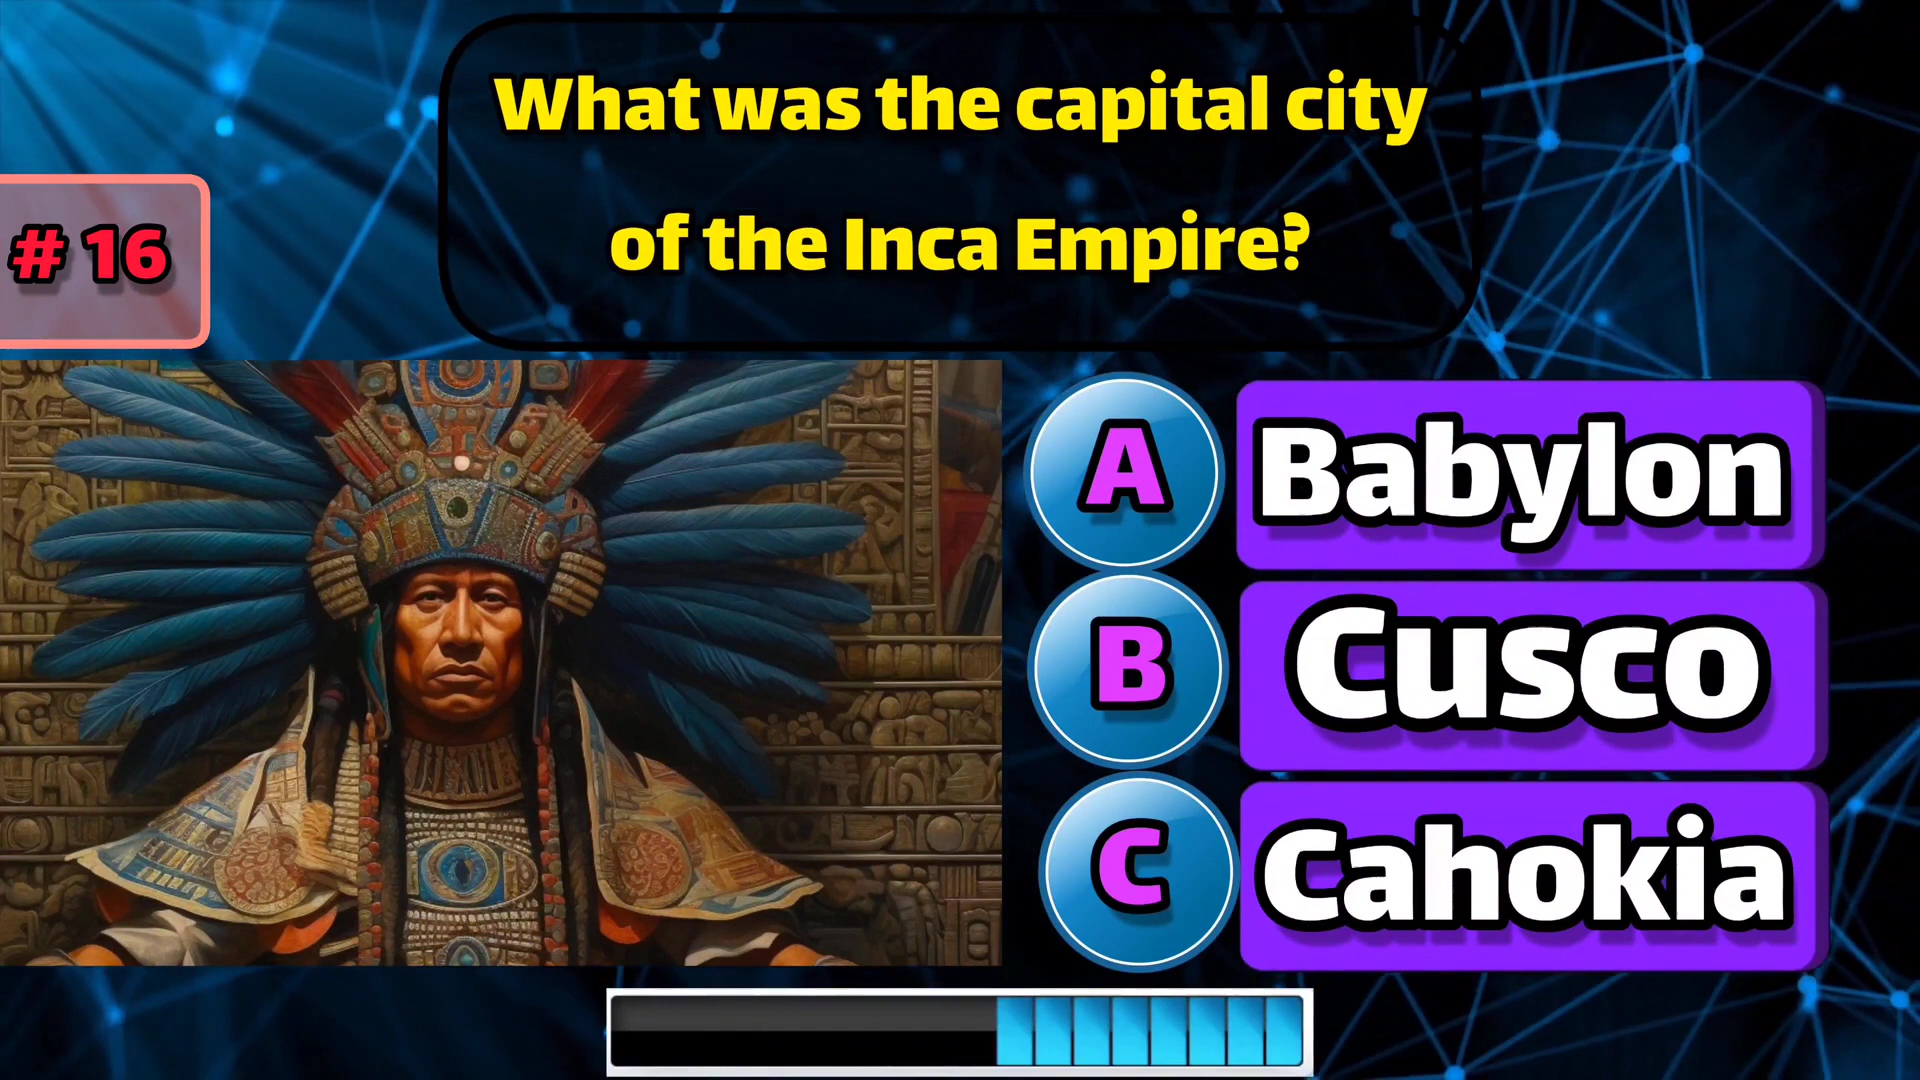 What was the capital city
of the Inca Empire?
# 16
A Babylon
B Cusco
C Cahokia